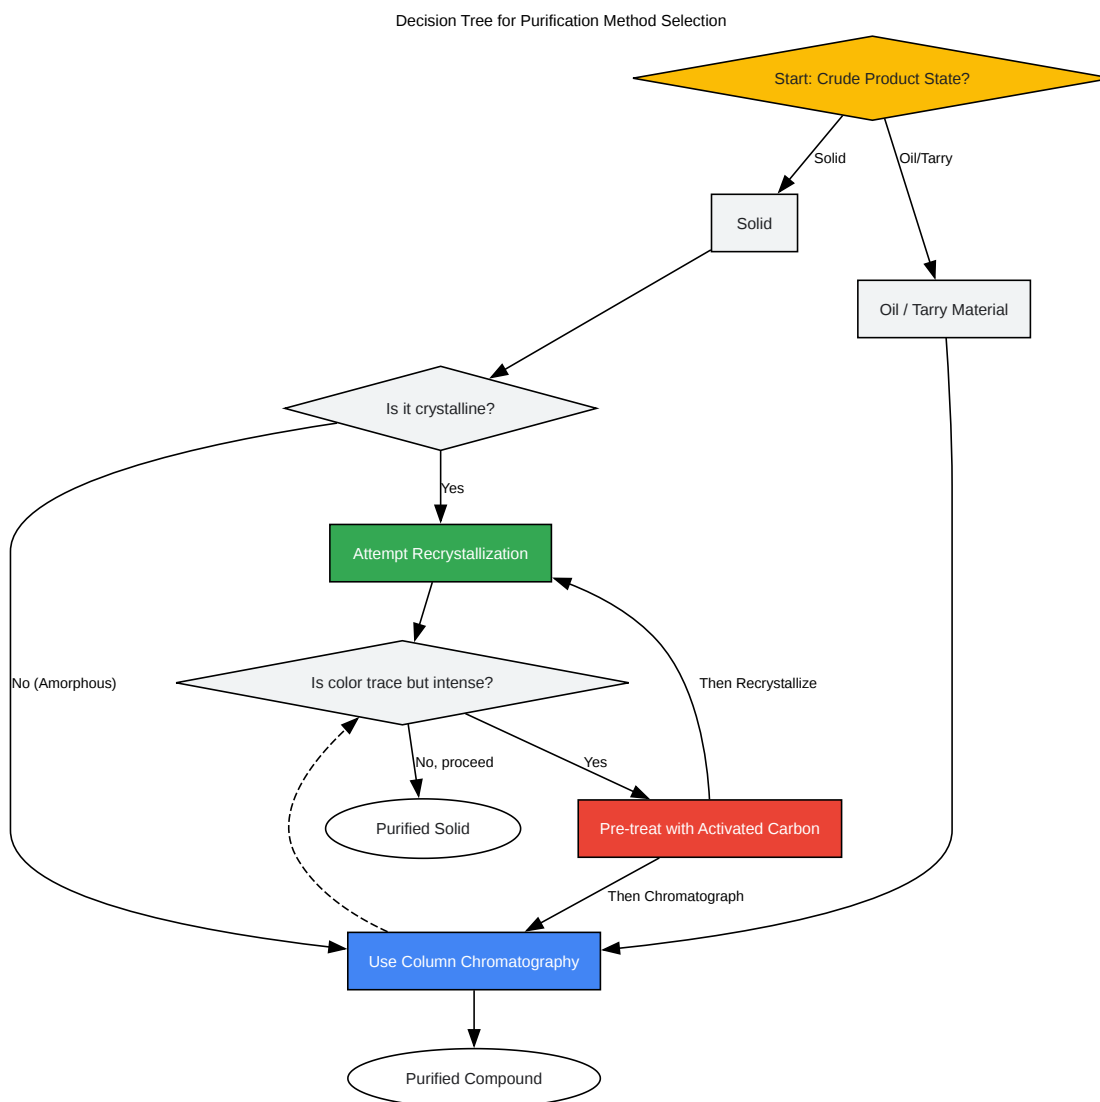 Decision Tree for Purification Method Selection
Start: Crude Product State?
Solid
Oil/Tarry
Solid
Oil / Tarry Material
Is it crystalline?
Yes
Attempt Recrystallization
No (Amorphous)
Is color trace but intense?
Then Recrystallize
No, proceed
Yes
Purified Solid
Pre-treat with Activated Carbon
Then Chromatograph
Use Column Chromatography
Purified Compound